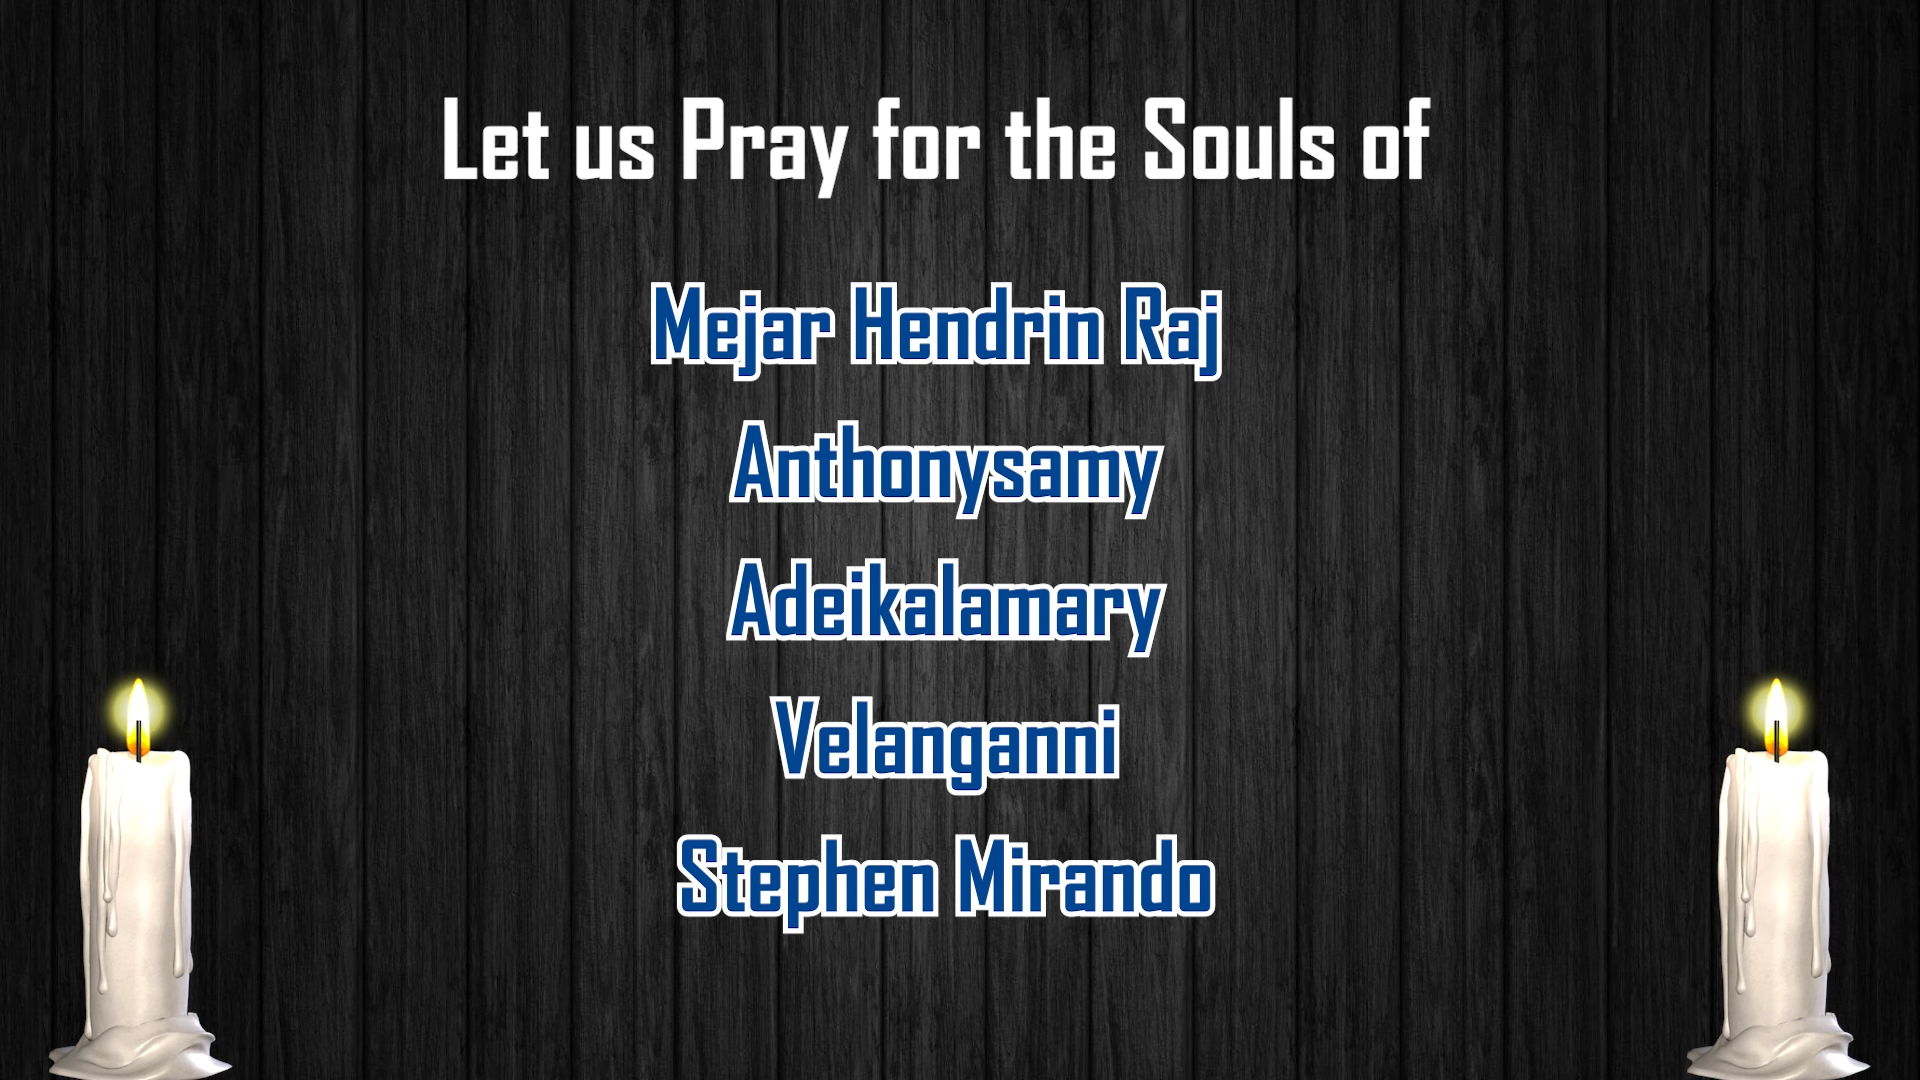 Let us Pray for the Souls of
Mejar Hendrin Raj
Anthonysamy
Adeikalamary
Velanganni
Stephen Mirando